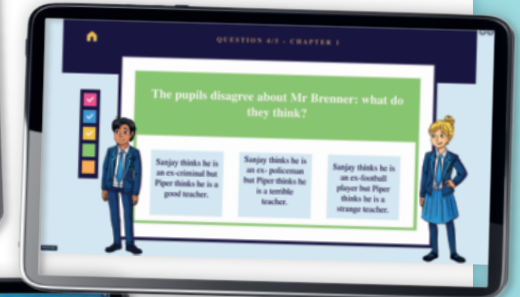 QUESTION 4/5 - CHAPTER 1
The pupils disagree about Mr Brenner: what do
they think?
Sanjay thinks he is
an ex-criminal but
Piper thinks he is a
good teacher.
Sanjay thinks he is
an ex- policeman
but Piper thinks he
is a terrible
teacher.
Sanjay thinks he is
an ex-football
player but Piper
thinks he is a
strange teacher.